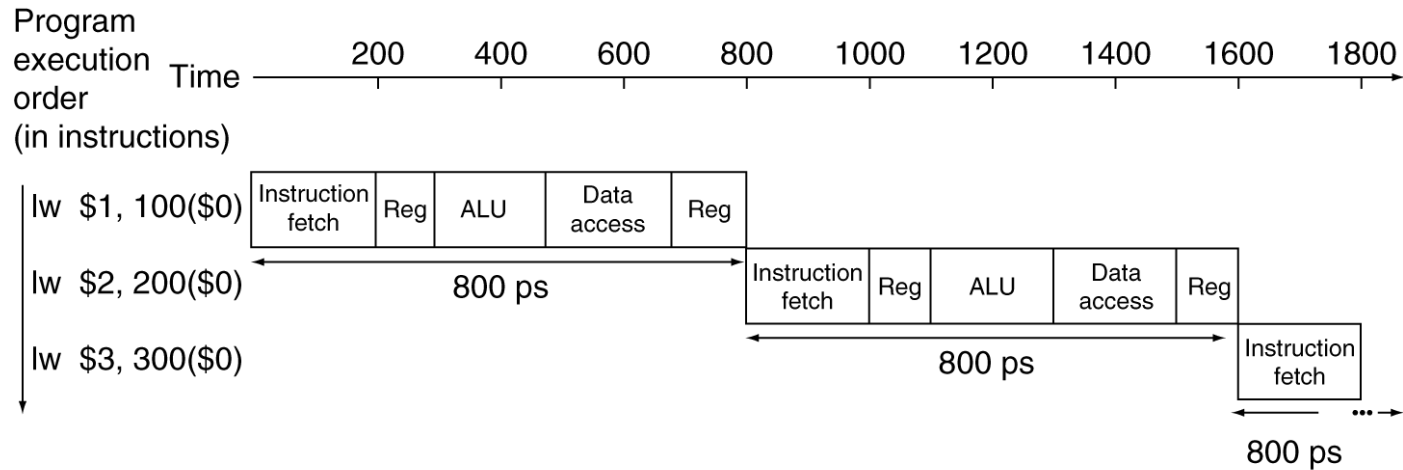 Program
execution
order
(in instructions)
Time
200 400 600 800 1000 1200 1400 1600 1800
lw $1, 100($0)
Instruction
fetch
Reg
ALU
Data
access
Reg
800 ps
lw $2, 200($0)
Instruction
fetch
Reg
ALU
Data
access
Reg
800 ps
lw $3, 300($0)
Instruction
fetch
...
800 ps